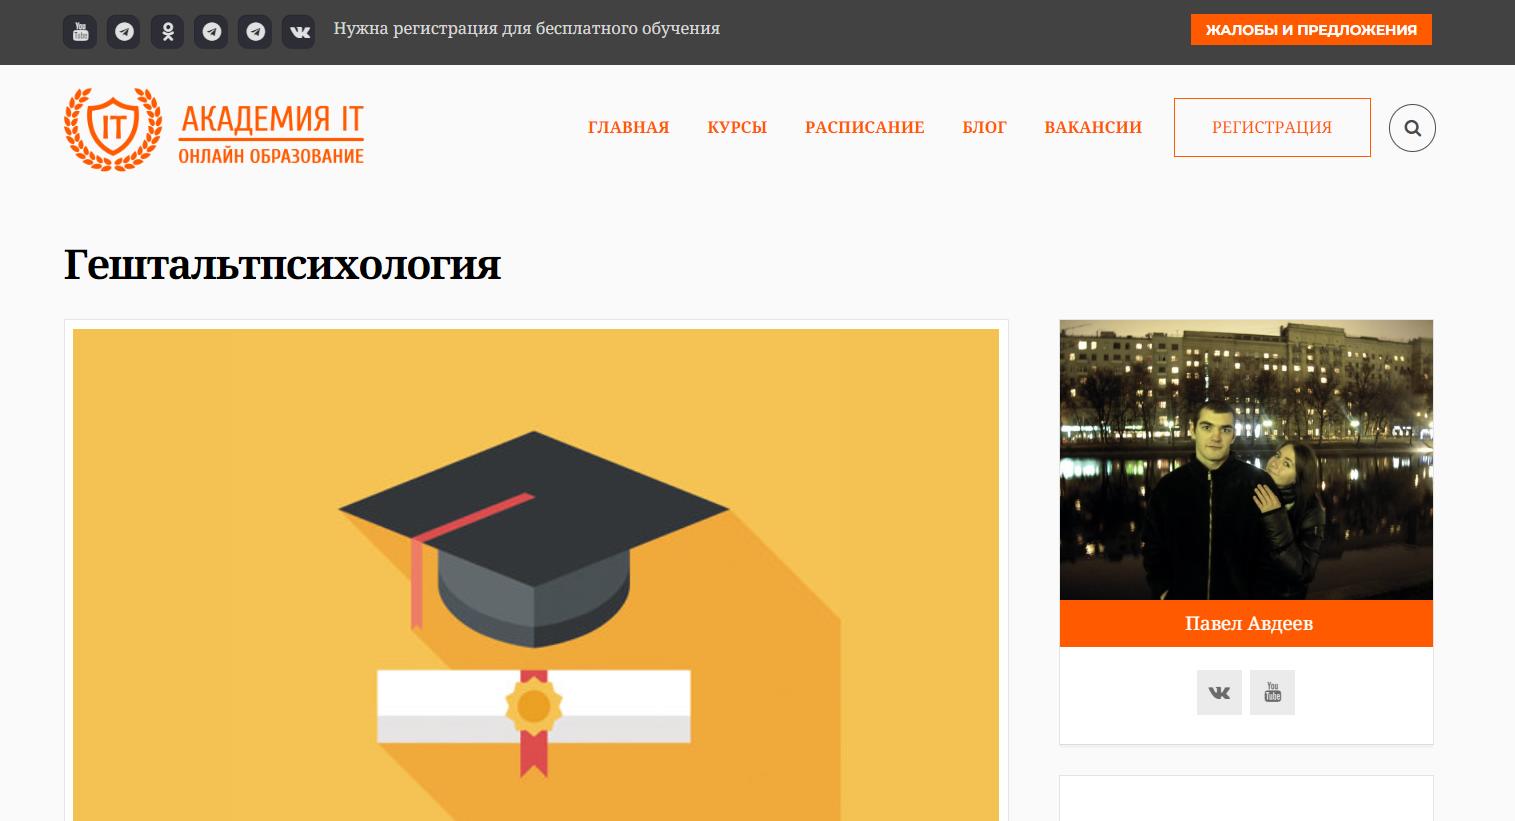 You Tube
Нужна регистрация для бесплатного обучения
ЖАЛОБЫ И ПРЕДЛОЖЕНИЯ
IT
АКАДЕМИЯ IT
ОНЛАЙН ОБРАЗОВАНИЕ
ГЛАВНАЯ
КУРСЫ
РАСПИСАНИЕ
БЛОГ
ВАКАНСИИ
РЕГИСТРАЦИЯ
Гештальтпсихология
Павел Авдеев
You Tube